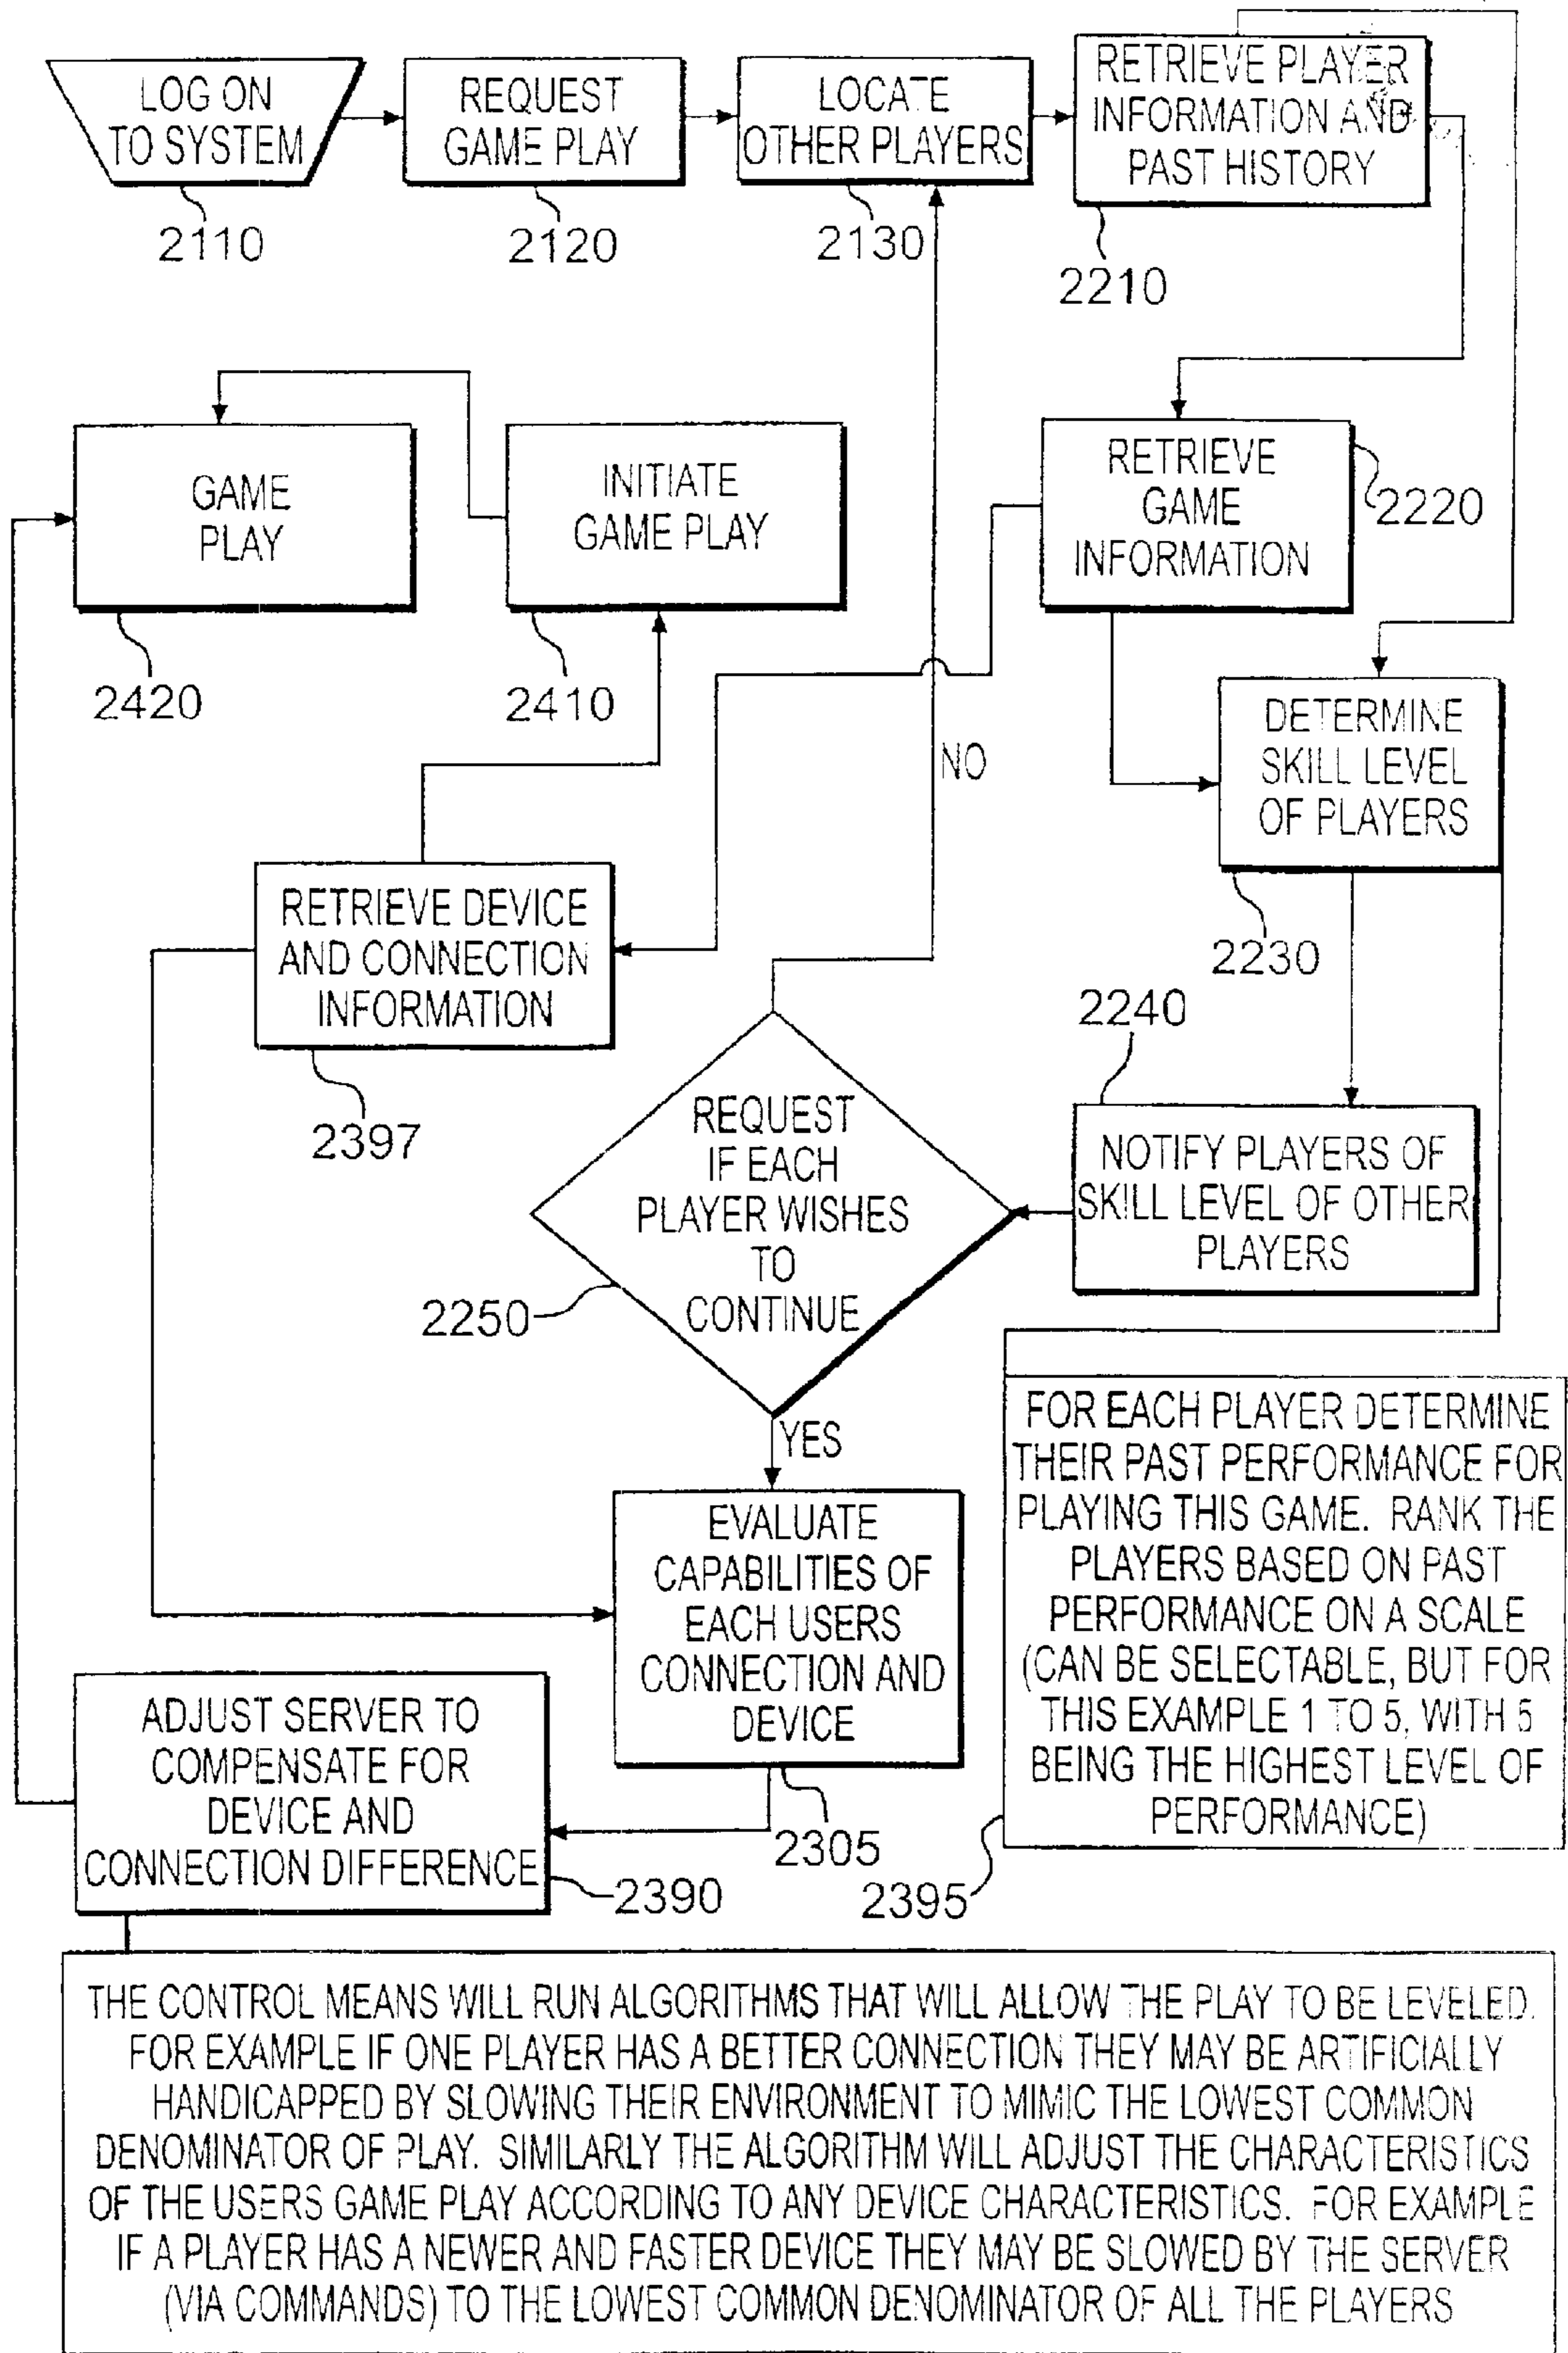 LOG ON
TO SYSTEM
2110
REQUEST
GAME PLAY
2120
LOCATE
OTHER PLAYERS
2130
RETRIEVE PLAYER
INFORMATION AND
PAST HISTORY
2210
GAME
PLAY
2420
INITIATE
GAME PLAY
2410
RETRIEVE
GAME
INFORMATION
2220
NO
DETERMINE
SKILL LEVEL
OF PLAYERS
2230
RETRIEVE DEVICE
AND CONNECTION
INFORMATION
2397
2240
NOTIFY PLAYERS OF
SKILL LEVEL OF OTHER
PLAYERS
REQUEST
IF EACH
PLAYER WISHES
TO
CONTINUE
2250
YES
EVALUATE
CAPABILITIES OF
EACH USERS
CONNECTION AND
DEVICE
2305
FOR EACH PLAYER DETERMINE
THEIR PAST PERFORMANCE FOR
PLAYING THIS GAME. RANK THE
PLAYERS BASED ON PAST
PERFORMANCE ON A SCALE
(CAN BE SELECTABLE, BUT FOR
THIS EXAMPLE 1 TO 5, WITH 5
BEING THE HIGHEST LEVEL OF
PERFORMANCE)
2395
ADJUST SERVER TO
COMPENSATE FOR
DEVICE AND
CONNECTION DIFFERENCE
2390
THE CONTROL MEANS WILL RUN ALGORITHMS THAT WILL ALLOW THE PLAY TO BE LEVELED.
FOR EXAMPLE IF ONE PLAYER HAS A BETTER CONNECTION THEY MAY BE ARTIFICIALLY
HANDICAPPED BY SLOWING THEIR ENVIRONMENT TO MIMIC THE LOWEST COMMON
DENOMINATOR OF PLAY. SIMILARLY THE ALGORITHM WILL ADJUST THE CHARACTERISTICS
OF THE USERS GAME PLAY ACCORDING TO ANY DEVICE CHARACTERISTICS. FOR EXAMPLE
IF A PLAYER HAS A NEWER AND FASTER DEVICE THEY MAY BE SLOWED BY THE SERVER
(VIA COMMANDS) TO THE LOWEST COMMON DENOMINATOR OF ALL THE PLAYERS